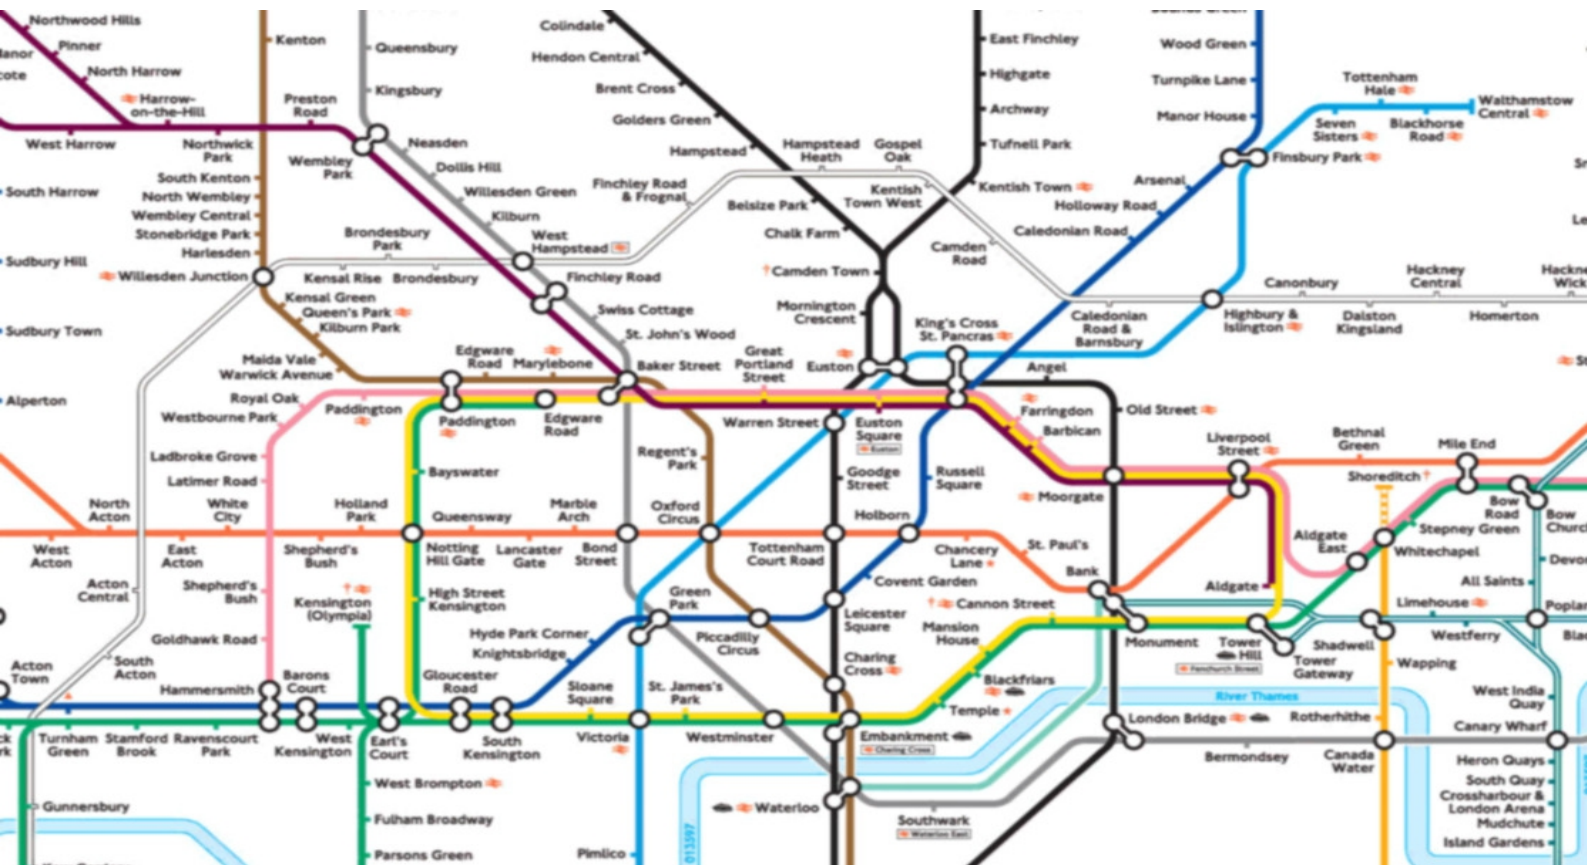 Northwood Hills
Pinner
North Harrow
Harrow-
on-the-Hill
West Harrow
Northwick
Park
Preston
Road
Kenton
Queensbury
Kingsbury
Wembley
Park
Neasden
Dollis Hill
Willesden Green
Kilburn
West
Hampstead
Finchley Road
Swiss Cottage
St. John's Wood
Baker Street
South Harrow
Sudbury Hill
Sudbury Town
Alperton
South Kenton
North Wembley
Wembley Central
Stonebridge Park
Harlesden
Willesden Junction
Kensal Green
Queen's Park
Kilburn Park
Maida Vale
Warwick Avenue
Brondesbury
Park
Kensal Rise
Brondesbury
Finchley Road
& Frognal
Hampstead
Heath
Gospel
Oak
Kentish
Town West
Camden
Road
Caledonian
Road &
Barnsbury
Canonbury
Dalston
Kingsland
Hackney
Central
Homerton
Hackney
Wick
Colindale
Hendon Central
Brent Cross
Golders Green
Hampstead
Belsize Park
Chalk Farm
Camden Town
Mornington
Crescent
Euston
East Finchley
Highgate
Archway
Tufnell Park
Kentish Town
Wood Green
Turnpike Lane
Manor House
Finsbury Park
Arsenal
Holloway Road
Caledonian Road
Tottenham
Hale
Seven
Sisters
Blackhorse
Road
Walthamstow
Central
Highbury &
Islington
King's Cross
St. Pancras
Angel
Old Street
Edgware
Road
Marylebone
Great
Portland
Street
Royal Oak
Westbourne Park
Paddington
Paddington
Edgware
Road
Warren Street
Euston
Square
Euston
Farringdon
Barbican
Moorgate
Liverpool
Street
Bethnal
Green
Mile End
Shoreditch
Ladbroke Grove
Latimer Road
Bayswater
Regent's
Park
Goodge
Street
Russell
Square
North
Acton
White
City
Holland
Park
Queensway
Marble
Arch
Oxford
Circus
Holborn
West
Acton
East
Acton
Shepherd's
Bush
Notting
Hill Gate
Lancaster
Gate
Bond
Street
Tottenham
Court Road
Chancery
Lane
St. Paul's
Bank
Aldgate
East
Aldgate
Whitechapel
Stepney Green
Bow
Road
Bow
Church
All Saints
Acton
Central
Shepherd's
Bush
Kensington
(Olympia)
High Street
Kensington
Goldhawk Road
Hyde Park Corner
Knightsbridge
Green
Park
Piccadilly
Circus
Covent Garden
Leicester
Square
Charing
Cross
Cannon Street
Mansion
House
Blackfriars
Temple
Monument
Tower
Hill
Fenchurch Street
Tower
Gateway
Shadwell
Limehouse
Westferry
Poplar
Wapping
Acton
Town
South
Acton
Hammersmith
Barons
Court
Gloucester
Road
Sloane
Square
St. James's
Park
Turnham
Green
Stamford
Brook
Ravenscourt
Park
West
Kensington
Earl's
Court
South
Kensington
Victoria
Westminster
Embankment
Charing Cross
River Thames
London Bridge
Rotherhithe
West India
Quay
Canary Wharf
Bermondsey
Canada
Water
Heron Quays
South Quay
Crossharbour &
London Arena
Mudchute
Island Gardens
Gunnersbury
West Brompton
Fulham Broadway
Parsons Green
Pimlico
Waterloo
Southwark
Waterloo East